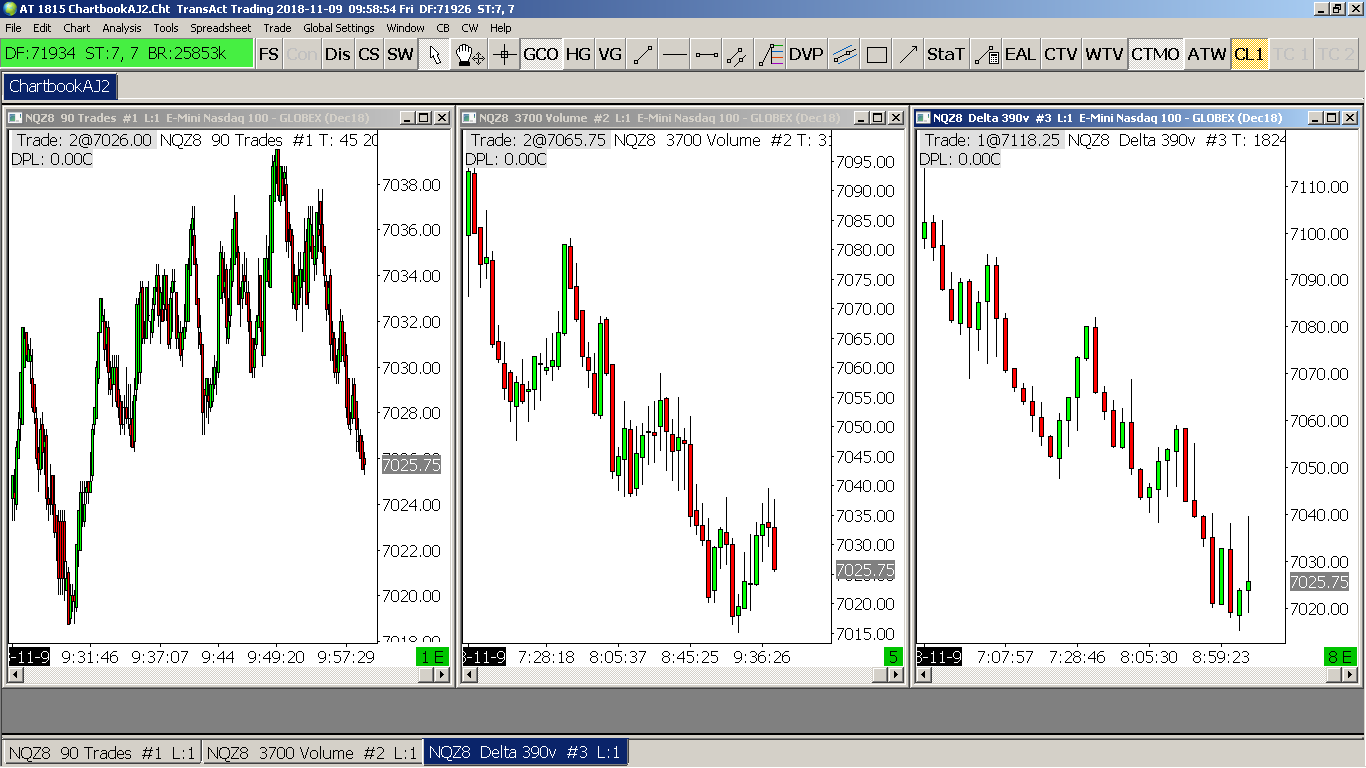 AT 1815 ChartbookAJ2.Cht TransAct Trading 2018-11-09 09:58:54 Fri DF:71926 ST:7, 7
File Edit Chart Analysis Tools Spreadsheet Trade Global Settings Window CB CW Help
DF:71934 ST:7, 7 BR:25853k FS Con Dis CS SW GCO HG VG DVP StaT EAL CTV WTV CTMO ATW CL1 TC 1 TC 2
ChartbookAJ2
NQZ8 90 Trades #1 L:1 E-Mini Nasdaq 100 - GLOBEX (Dec18)
Trade: 2@7026.00 NQZ8 90 Trades #1 T: 45 20
DPL: 0.00C
7038.00
7036.00
7034.00
7032.00
7030.00
7028.00
7025.75
7024.00
7022.00
7020.00
7018.00
-11-9 9:31:46 9:37:07 9:44 9:49:20 9:57:29 1 E
NQZ8 3700 Volume #2 L:1 E-Mini Nasdaq 100 - GLOBEX (Dec18)
Trade: 2@7065.75 NQZ8 3700 Volume #2 T: 31
DPL: 0.00C
7095.00
7090.00
7085.00
7080.00
7075.00
7070.00
7065.00
7060.00
7055.00
7050.00
7045.00
7040.00
7035.00
7030.00
7025.75
7020.00
7015.00
3-11-9 7:28:18 8:05:37 8:45:25 9:36:26 5
NQZ8 Delta 390v #3 L:1 E-Mini Nasdaq 100 - GLOBEX (Dec18)
Trade: 1@7118.25 NQZ8 Delta 390v #3 T: 1824
DPL: 0.00C
7110.00
7100.00
7090.00
7080.00
7070.00
7060.00
7050.00
7040.00
7030.00
7025.75
7020.00
3-11-9 7:07:57 7:28:46 8:05:30 8:59:23 8 E
NQZ8 90 Trades #1 L:1 NQZ8 3700 Volume #2 L:1 NQZ8 Delta 390v #3 L:1